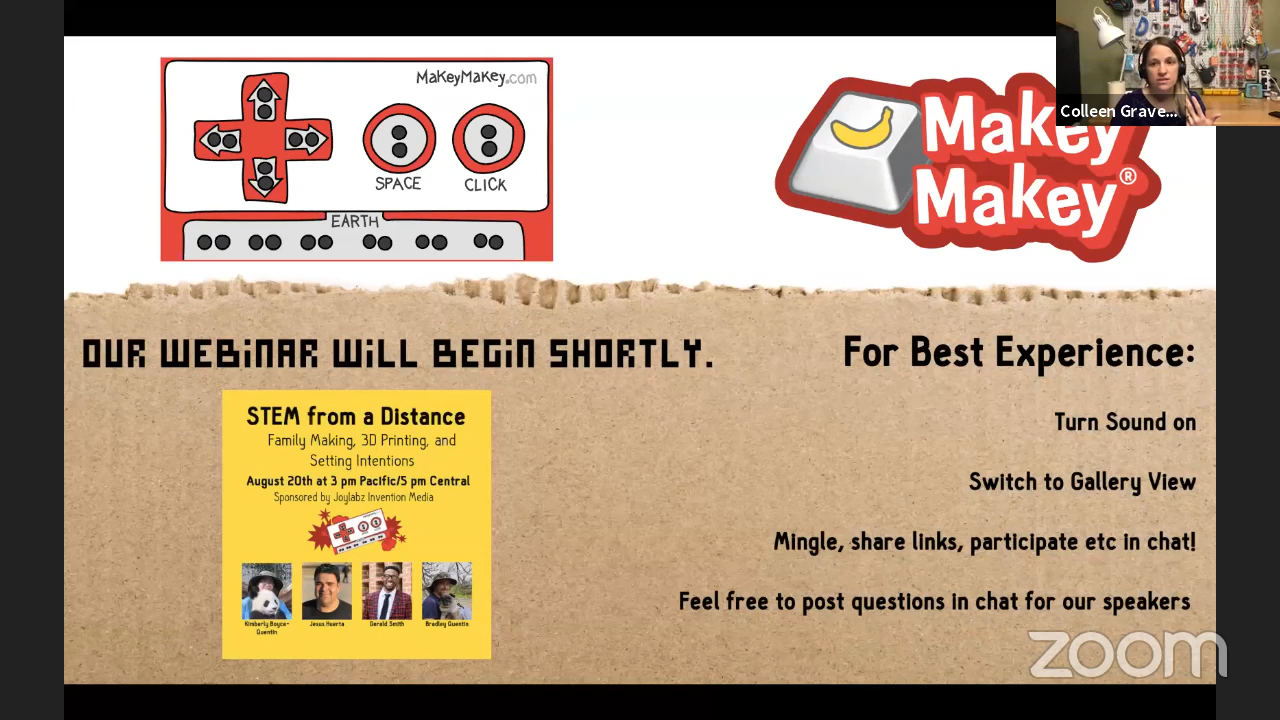 MaKeyMaKey.com
SPACE
CLICK
EARTH
Makey
Makey®
Colleen Grave...
OUR WEBiNAR WiLL BEGiN SHORTLY.
STEM from a Distance
Family Making, 3D Printing, and
Setting Intentions
August 20th at 3 pm Pacific/5 pm Central
Sponsored by Joylabz Invention Media
Kimberly Boyce-
Quentin
Jesus Huerta
Gerald Smith
Bradley Quentin
For Best Experience:
Turn Sound on
Switch to Gallery View
Mingle, share links, participate etc in chat!
Feel free to post questions in chat for our speakers
zoom